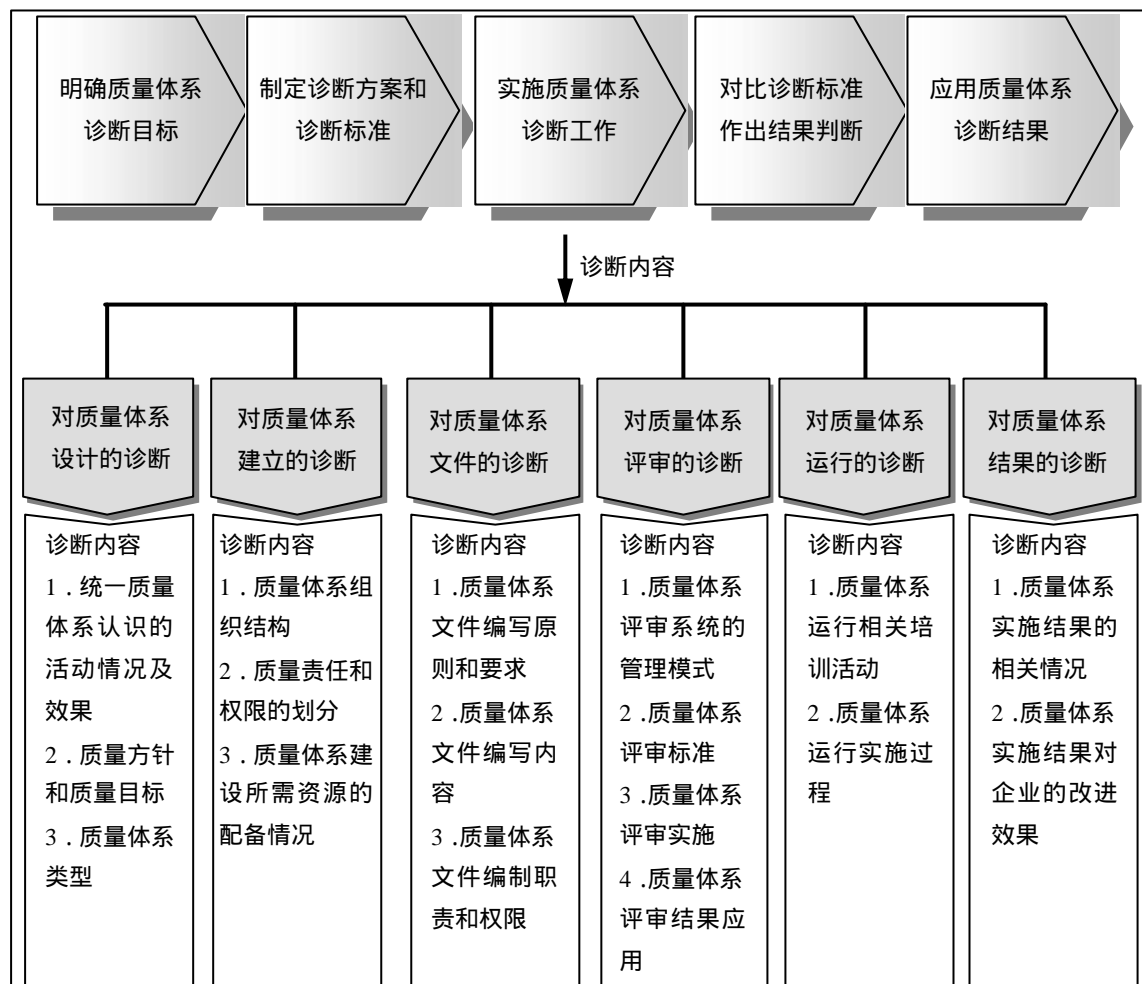 明确质量体系
诊断目标
制定诊断方案和
诊断标准
实施质量体系
诊断工作
对比诊断标准
作出结果判断
应用质量体系
诊断结果
诊断内容
对质量体系
设计的诊断
对质量体系
建立的诊断
对质量体系
文件的诊断
对质量体系
评审的诊断
对质量体系
运行的诊断
对质量体系
结果的诊断
诊断内容
1．统一质量
体系认识的
活动情况及
效果
2．质量方针
和质量目标
3．质量体系
类型
诊断内容
1．质量体系组
织结构
2．质量责任和
权限的划分
3．质量体系建
设所需资源的
配备情况
诊断内容
1．质量体系
文件编写原
则和要求
2．质量体系
文件编写内
容
3．质量体系
文件编制职
责和权限
诊断内容
1．质量体系
评审系统的
管理模式
2．质量体系
评审标准
3．质量体系
评审实施
4．质量体系
评审结果应
用
诊断内容
1．质量体系
运行相关培
训活动
2．质量体系
运行实施过
程
诊断内容
1．质量体系
实施结果的
相关情况
2．质量体系
实施结果对
企业的改进
效果